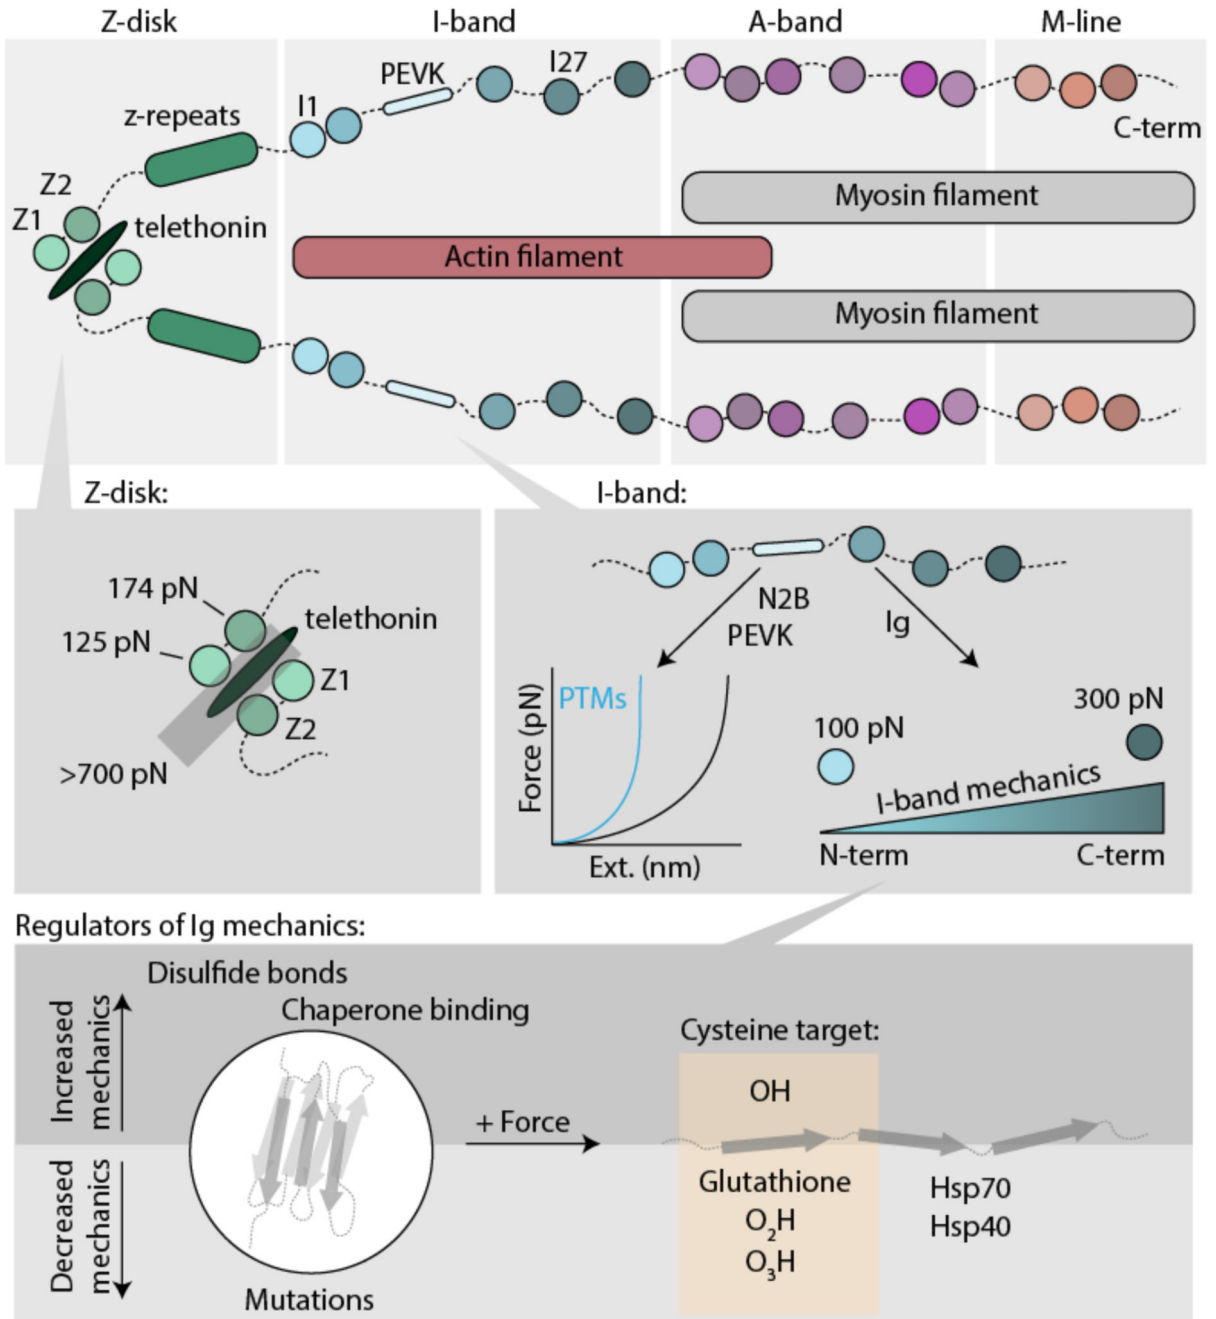 Z-disk
I-band
A-band
M-line
PEVK
I27
I1
z-repeats
C-term
Z2
Z1
telethonin
Myosin filament
Actin filament
Myosin filament
Z-disk:
I-band:
174 pN
telethonin
125 pN
Z1
Z2
>700 pN
N2B
PEVK
Ig
PTMs
Force (pN)
Ext. (nm)
300 pN
100 pN
I-band mechanics
N-term
C-term
Regulators of Ig mechanics:
Disulfide bonds
Chaperone binding
Increased
mechanics
Cysteine target:
OH
+ Force
Decreased
mechanics
Glutathione
O₂H
O₃H
Hsp70
Hsp40
Mutations